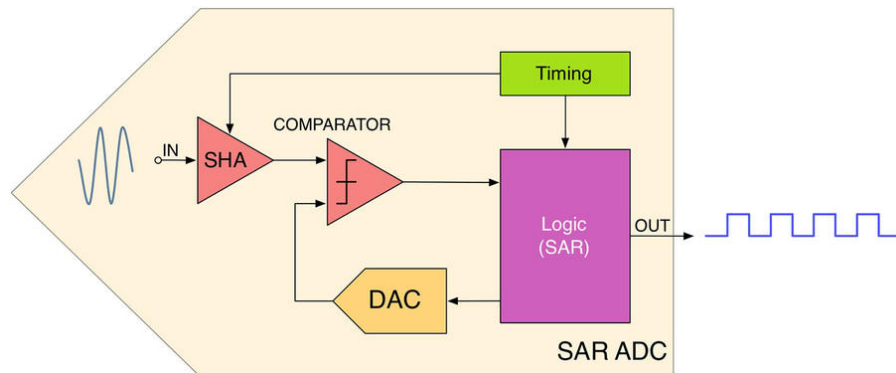 Timing
COMPARATOR
IN
SHA
Logic
(SAR)
OUT
DAC
SAR ADC